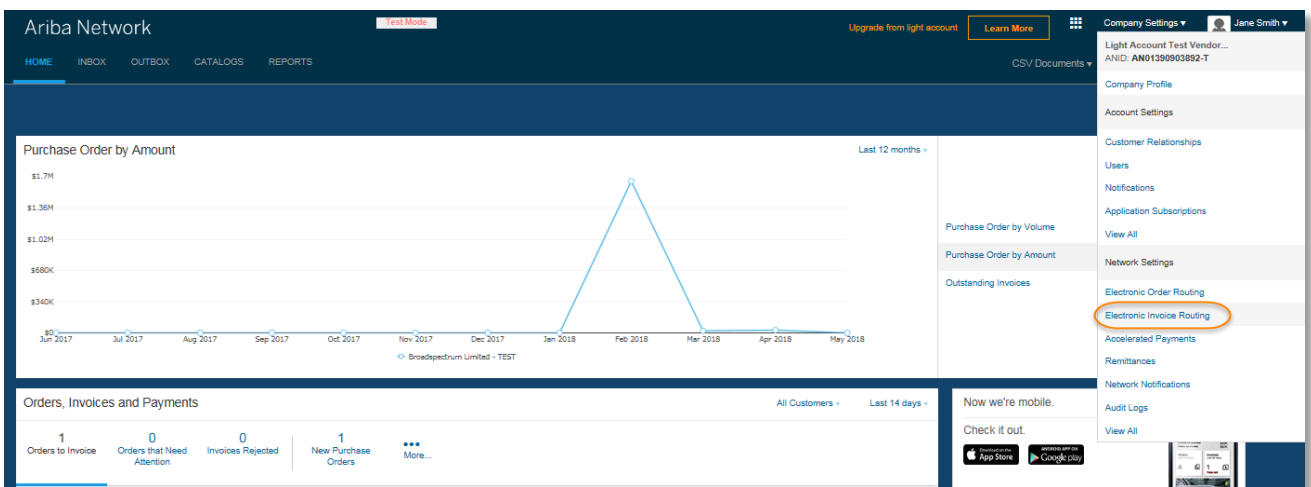 Ariba Network
Test Mode
Upgrade from light account
Learn More
Company Settings
Jane Smith
HOME
INBOX
OUTBOX
CATALOGS
REPORTS
CSV Documents
Light Account Test Vendor...
ANID: AN01390903892-T
Company Profile
Account Settings
Customer Relationships
Users
Notifications
Application Subscriptions
View All
Network Settings
Electronic Order Routing
Electronic Invoice Routing
Accelerated Payments
Remittances
Network Notifications
Audit Logs
View All
Purchase Order by Amount
Last 12 months
$1.7M
$1.36M
$1.02M
$680K
$340K
$0
Jun 2017
Jul 2017
Aug 2017
Sep 2017
Oct 2017
Nov 2017
Dec 2017
Jan 2018
Feb 2018
Mar 2018
Apr 2018
May 2018
Broadspectrum Limited - TEST
Purchase Order by Volume
Purchase Order by Amount
Outstanding Invoices
Orders, Invoices and Payments
All Customers
Last 14 days
1
Orders to Invoice
0
Orders that Need
Attention
0
Invoices Rejected
1
New Purchase
Orders
More...
Now we're mobile.
Check it out.
Download on the
App Store
ANDROID APP ON
Google play